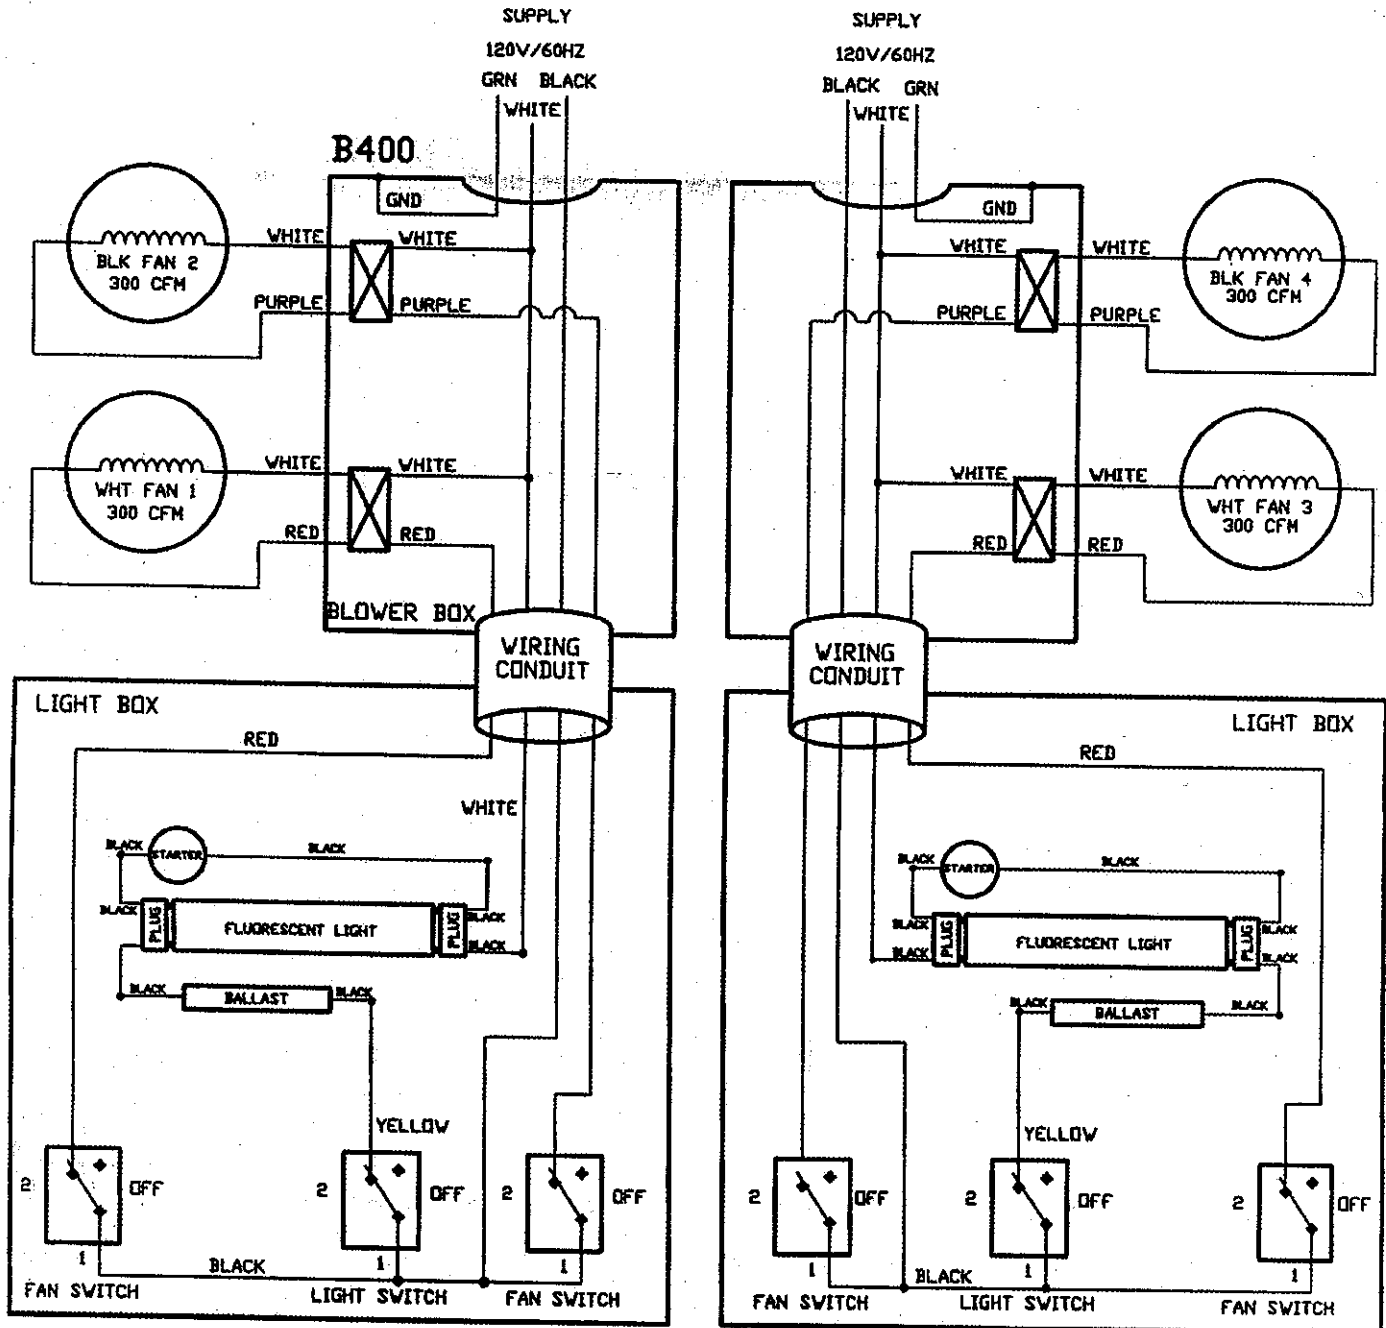 SUPPLY
120V/60HZ
GRN BLACK
WHITE
SUPPLY
120V/60HZ
BLACK GRN
WHITE
B400
GND
WHITE
WHITE
BLK FAN 2
300 CFM
PURPLE
PURPLE
WHITE
WHITE
WHT FAN 1
300 CFM
RED
RED
BLOWER BOX
WIRING
CONDUIT
GND
WHITE
WHITE
BLK FAN 4
300 CFM
PURPLE
PURPLE
WHITE
WHITE
WHT FAN 3
300 CFM
RED
RED
WIRING
CONDUIT
LIGHT BOX
RED
WHITE
BLACK
STARTER
BLACK
BLACK
PLUG
FLUORESCENT LIGHT
PLUG
BLACK
BLACK
BLACK
BALLAST
BLACK
YELLOW
2
OFF
2
OFF
2
OFF
1
BLACK
1
1
FAN SWITCH
LIGHT SWITCH
FAN SWITCH
LIGHT BOX
RED
BLACK
STARTER
BLACK
BLACK
PLUG
FLUORESCENT LIGHT
PLUG
BLACK
BLACK
BLACK
BLACK
BALLAST
BLACK
YELLOW
2
OFF
2
OFF
2
OFF
1
BLACK
1
1
FAN SWITCH
LIGHT SWITCH
FAN SWITCH